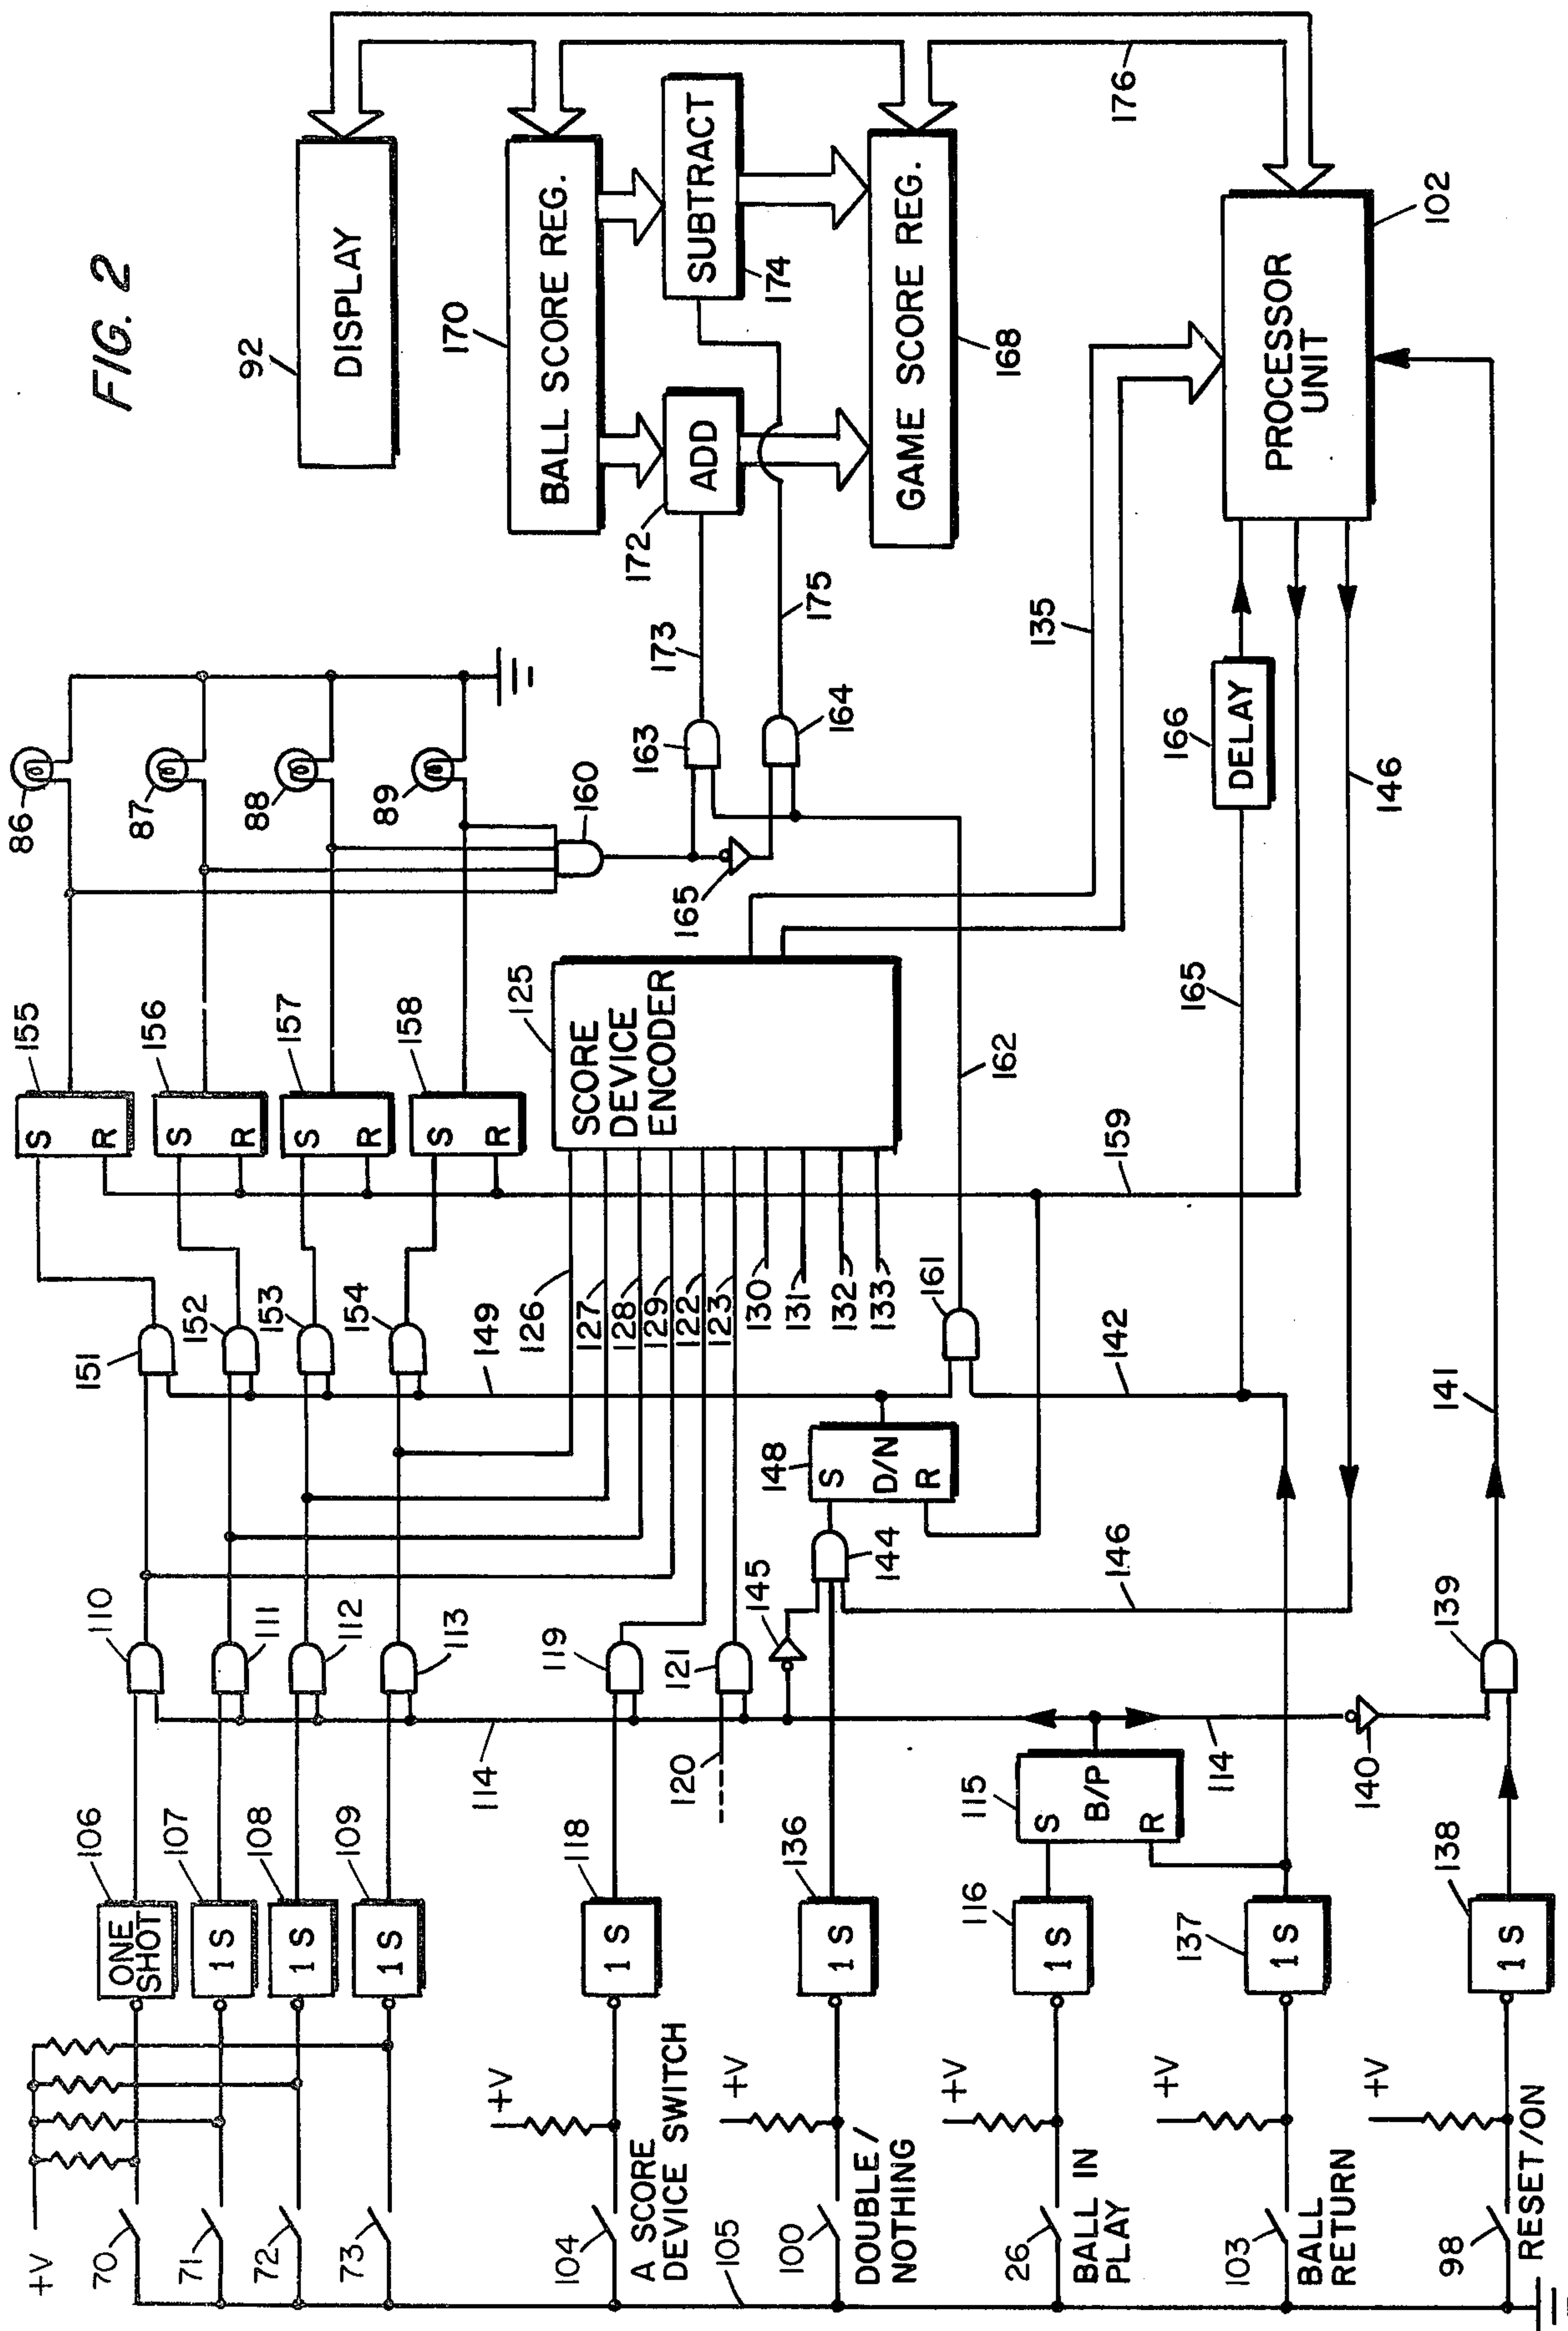 FIG. 2
92
DISPLAY
170
BALL SCORE REG.
172
ADD
SUBTRACT
174
GAME SCORE REG.
168
176
173
175
135
PROCESSOR
UNIT
102
86
87
88
89
160
163
164
165
166
DELAY
146
155
S
R
156
S
R
157
S
R
158
S
R
125
SCORE
DEVICE
ENCODER
162
165
159
151
152
153
154
149
126
127
128
129
122
123
130
131
132
133
161
142
141
148
S
D/N
R
110
111
112
113
119
121
145
144
146
139
106
ONE
SHOT
107
1 S
108
1 S
109
1 S
114
118
1 S
120
136
1 S
116
1 S
115
S
B/P
R
114
137
1 S
140
138
1 S
+V
70
71
72
73
+V
104
A SCORE
DEVICE SWITCH
105
+V
100
DOUBLE/
NOTHING
+V
26
BALL IN
PLAY
+V
103
BALL
RETURN
+V
98
RESET/ON